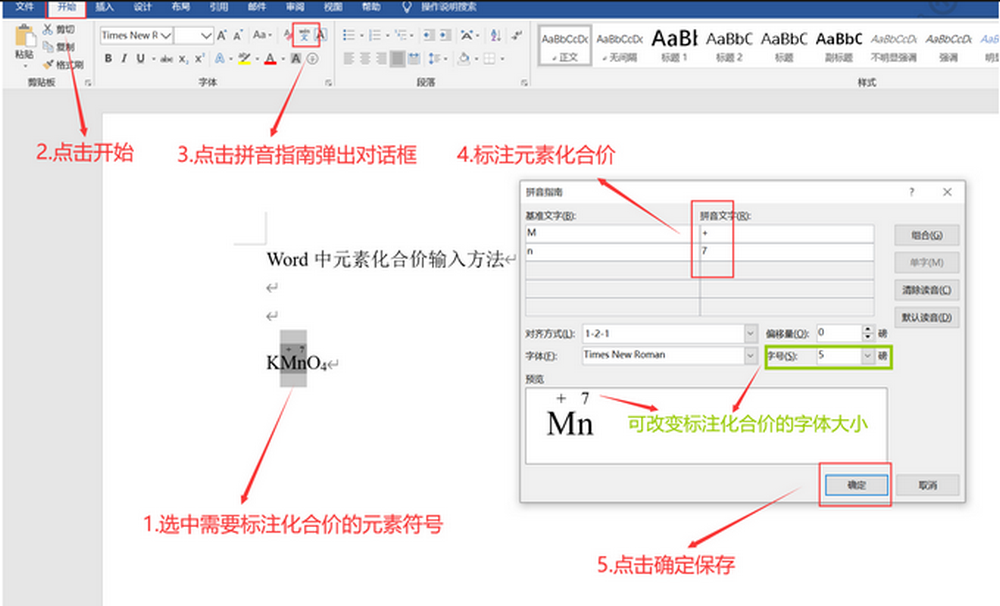 文件 开始 插入 设计 布局 引用 邮件 审阅 视图 帮助 操作说明搜索
剪切
复制
格式刷
粘贴
剪贴板
Times New R
Aa
B I U abc x₂ x²
字体
段落
AaBbCcDc AaBbCcDc AaBl AaBbC AaBbC AaBbC AaBbCcDc AaBbCcDc
正文 无间隔 标题 1 标题 2 标题 副标题 不明显强调 强调 明显
样式
2.点击开始
3.点击拼音指南弹出对话框
4.标注元素化合价
Word 中元素化合价输入方法
+ 7
KMnO₄
1.选中需要标注化合价的元素符号
拼音指南 ?
基准文字(B): 拼音文字(R):
M +
n 7
组合(G)
单字(M)
清除读音(C)
默认读音(D)
对齐方式(L): 1-2-1 偏移量(O): 0 磅
字体(F): Times New Roman 字号(S): 5 磅
预览
+ 7
Mn
可改变标注化合价的字体大小
确定 取消
5.点击确定保存